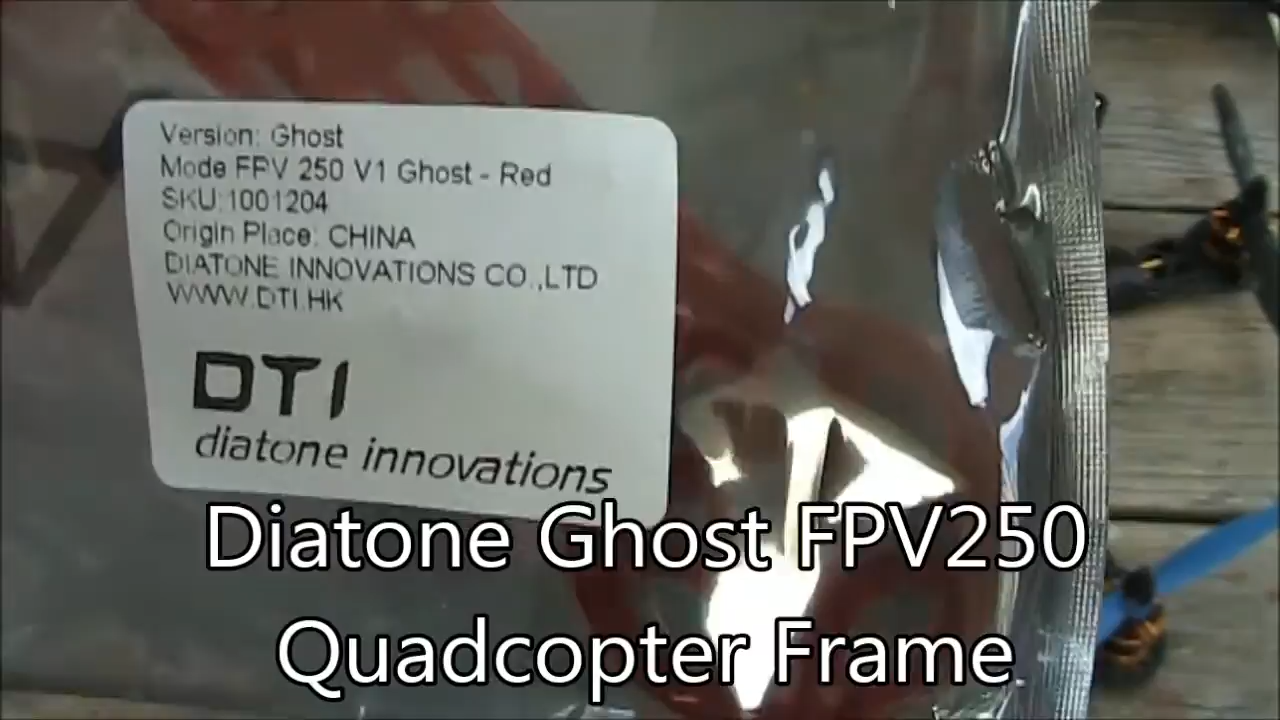 Version: Ghost
Mode FPV 250 V1 Ghost - Red
SKU:1001204
Origin Place: CHINA
DIATONE INNOVATIONS CO.,LTD
WWW.DTI.HK
DTI
diatone innovations
Diatone Ghost FPV250
Quadcopter Frame